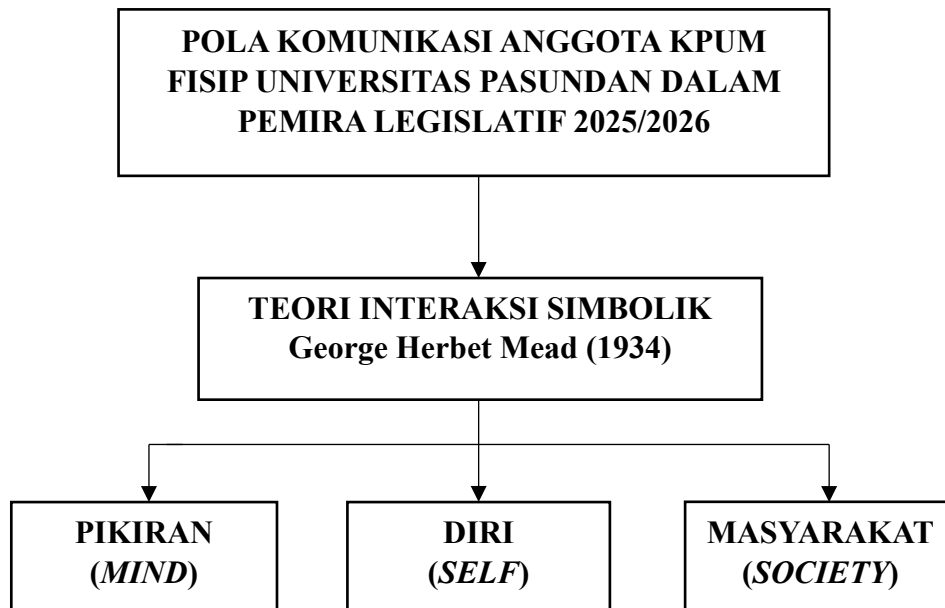 POLA KOMUNIKASI ANGGOTA KPUM
FISIP UNIVERSITAS PASUNDAN DALAM
PEMIRA LEGISLATIF 2025/2026
TEORI INTERAKSI SIMBOLIK
George Herbet Mead (1934)
PIKIRAN
(MIND)
DIRI
(SELF)
MASYARAKAT
(SOCIETY)